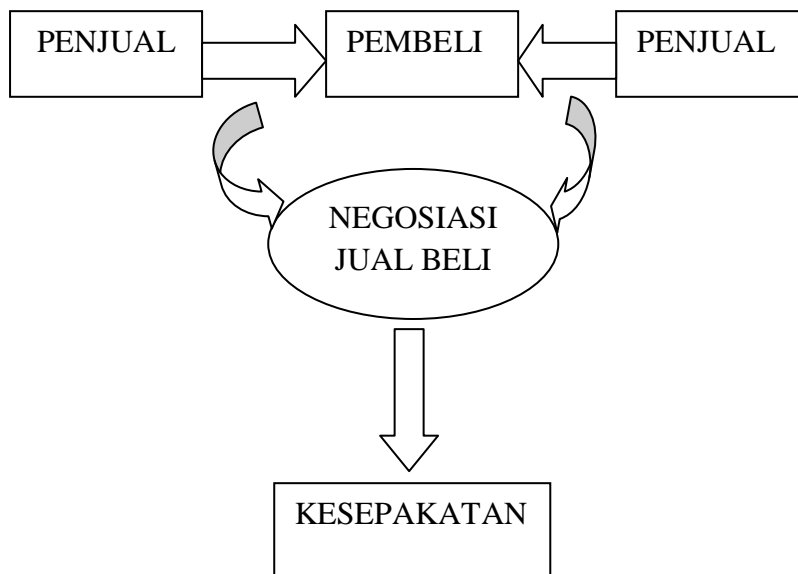 PENJUAL
PEMBELI
PENJUAL
NEGOSIASI
JUAL BELI
KESEPAKATAN